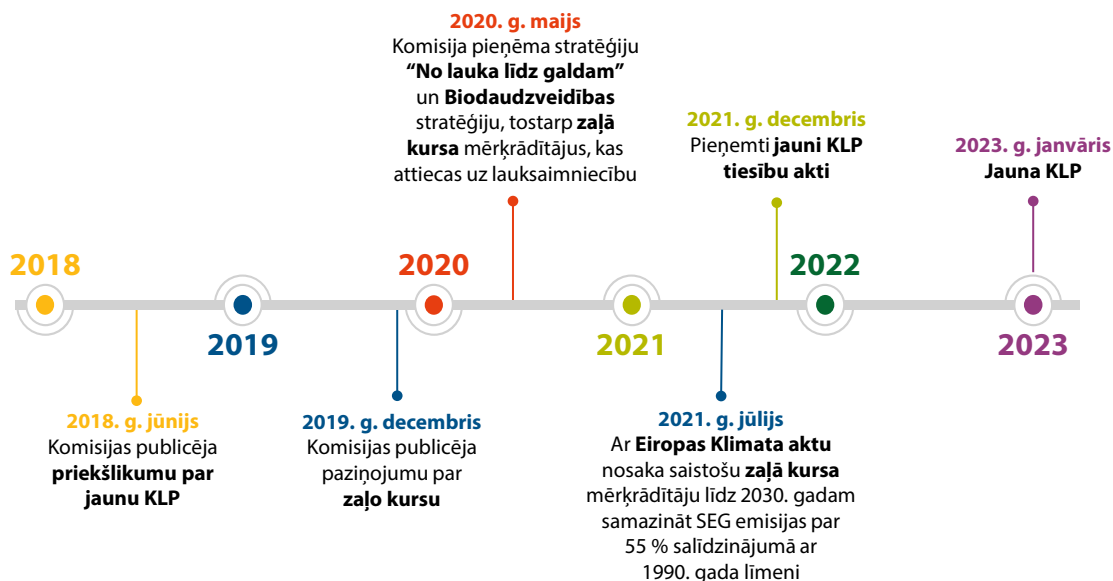 2020. g. maijs
Komisija pieņēma stratēģiju
“No lauka līdz galdam”
un Biodaudzveidības
stratēģiju, tostarp zaļā
kursa mērķrādītājus, kas
attiecas uz lauksaimniecību
2021. g. decembris
Pieņemti jauni KLP
tiesību akti
2023. g. janvāris
Jauna KLP
2018
2020
2022
2019
2021
2023
2018. g. jūnijs
Komisijas publicēja
priekšlikumu par
jaunu KLP
2019. g. decembris
Komisijas publicēja
paziņojumu par
zaļo kursu
2021. g. jūlijs
Ar Eiropas Klimata aktu
nosaka saistošu zaļā kursa
mērķrādītāju līdz 2030. gadam
samazināt SEG emisijas par
55 % salīdzinājumā ar
1990. gada līmeni